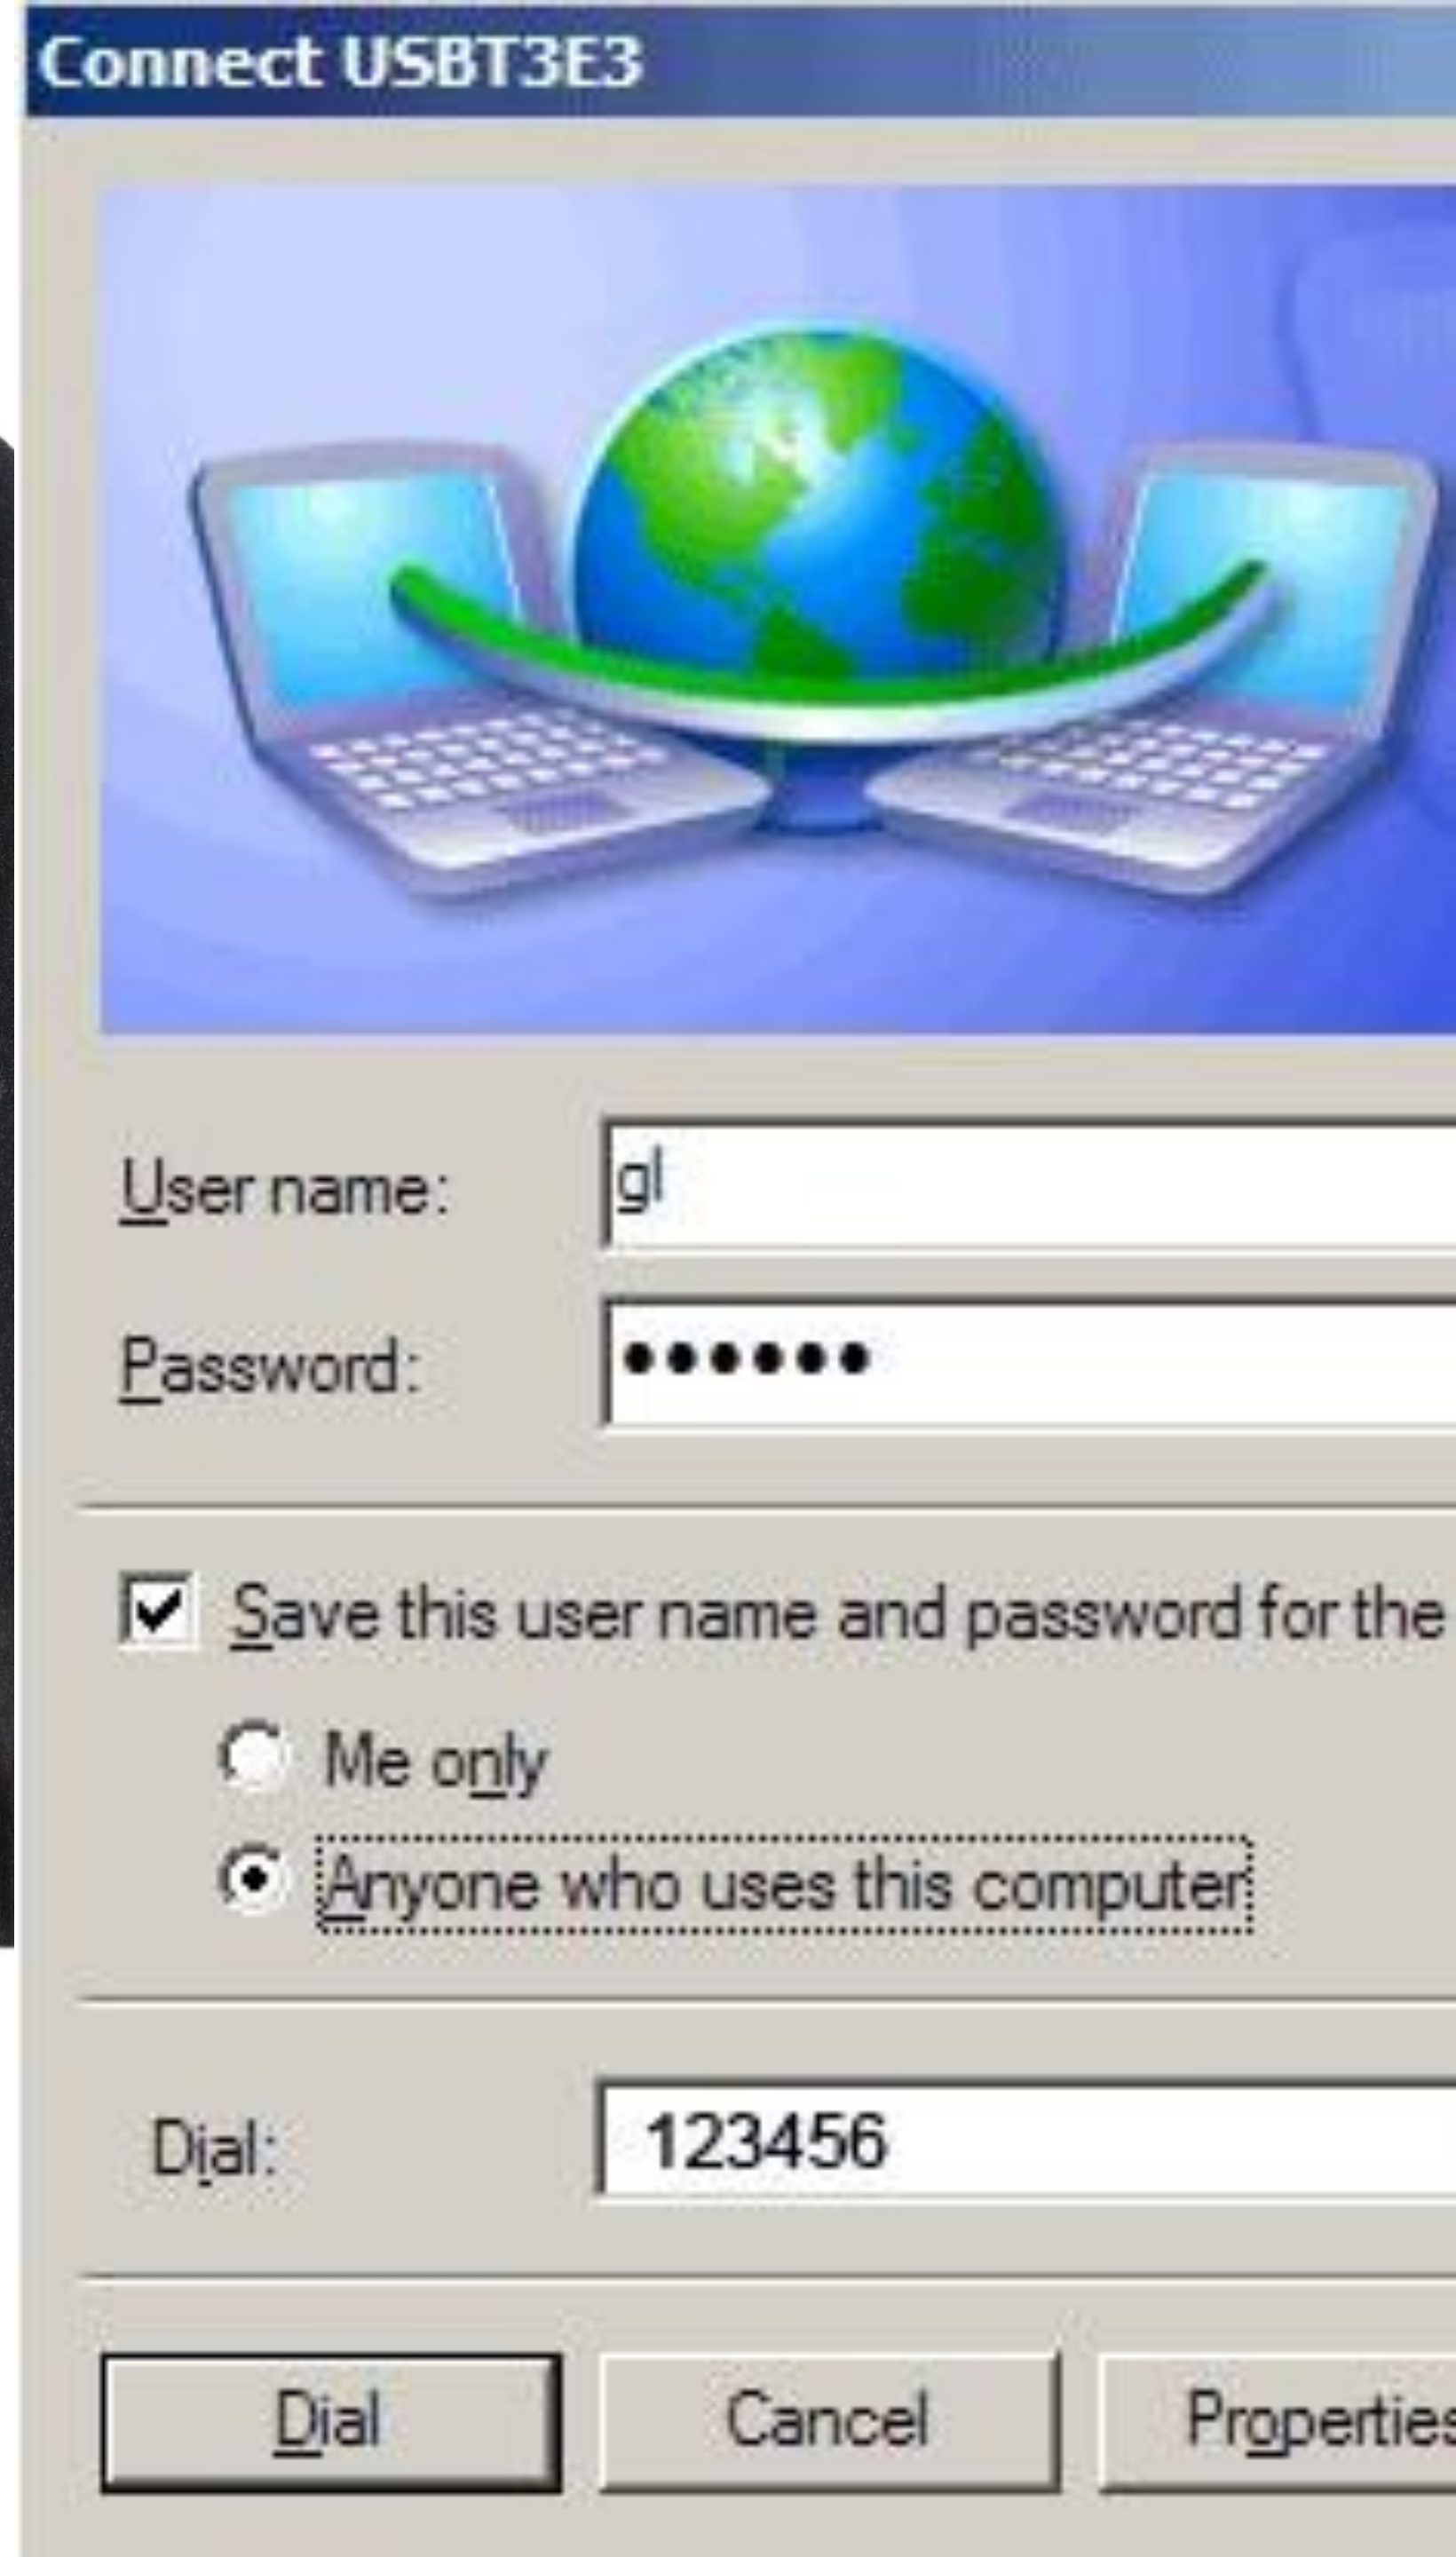 Connect USBT3E3
User name: gl
Password: ••••••
Save this user name and password for the
Me only
Anyone who uses this computer
Dial: 123456
Dial Cancel Properties